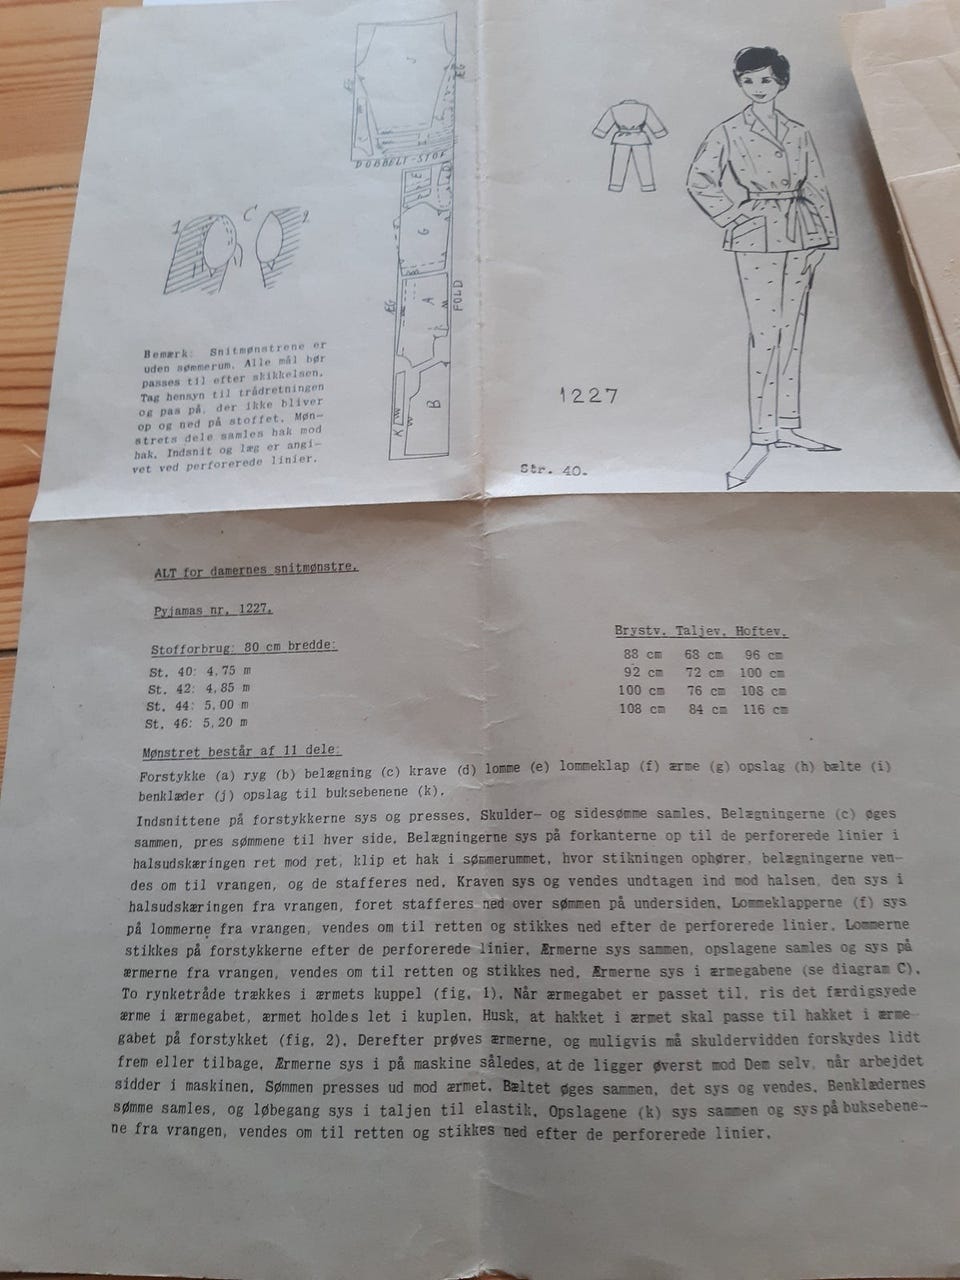 ÆG
J
ÆG
DOBBELT-STOF
1
C
2
E
G
ÆG
A
FOLD
B
K
Bemærk: Snitmønstrene er
uden sømmerum. Alle mål bør
passes til efter skikkelsen.
Tag hensyn til trådretningen
og pas på, der ikke bliver
op og ned på stoffet. Møn-
strets dele samles hak mod
hak. Indsnit og læg er angi-
vet ved perforerede linier.
1227
Str. 40.
ALT for damernes snitmønstre.
Pyjamas nr. 1227.
Stofforbrug: 80 cm bredde:
St. 40: 4,75 m
St. 42: 4,85 m
St. 44: 5,00 m
St. 46: 5,20 m
Brystv. Taljev. Hoftev.
88 cm 68 cm 96 cm
92 cm 72 cm 100 cm
100 cm 76 cm 108 cm
108 cm 84 cm 116 cm
Mønstret består af 11 dele:
Forstykke (a) ryg (b) belægning (c) krave (d) lomme (e) lommeklap (f) ærme (g) opslag (h) bælte (i)
benklæder (j) opslag til buksebenene (k).
Indsnittene på forstykkerne sys og presses. Skulder- og sidesømme samles. Belægningerne (c) øges
sammen, pres sømmene til hver side. Belægningerne sys på forkanterne op til de perforerede linier i
halsudskæringen ret mod ret, klip et hak i sømmerummet, hvor stikningen ophører, belægningerne ven-
des om til vrangen, og de stafferes ned. Kraven sys og vendes undtagen ind mod halsen, den sys i
halsudskæringen fra vrangen, foret stafferes ned over sømmen på undersiden. Lommeklapperne (f) sys
på lommerne fra vrangen, vendes om til retten og stikkes ned efter de perforerede linier. Lommerne
stikkes på forstykkerne efter de perforerede linier. Ærmerne sys sammen, opslagene samles og sys på
ærmerne fra vrangen, vendes om til retten og stikkes ned. Ærmerne sys i ærmegabene (se diagram C).
To rynketråde trækkes i ærmets kuppel (fig. 1). Når ærmegabet er passet til, ris det færdigsyede
ærme i ærmegabet, ærmet holdes let i kuplen. Husk, at hakket i ærmet skal passe til hakket i ærme
gabet på forstykket (fig. 2). Derefter prøves ærmerne, og muligvis må skuldervidden forskydes lidt
frem eller tilbage. Ærmerne sys i på maskine således, at de ligger øverst mod Dem selv, når arbejdet
sidder i maskinen. Sømmen presses ud mod ærmet. Bæltet øges sammen, det sys og vendes. Benklædernes
sømme samles, og løbegang sys i taljen til elastik. Opslagene (k) sys sammen og sys på buksebene-
ne fra vrangen, vendes om til retten og stikkes ned efter de perforerede linier.